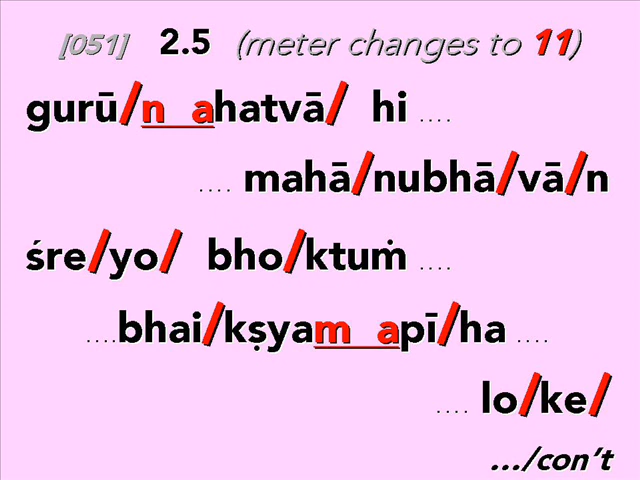 [051] 2.5 (meter changes to 11)
gurū/n ahatvā/ hi ....
.... mahā/nubhā/vā/n
śre/yo/ bho/ktuṁ ....
....bhai/kṣyam apī/ha ....
.... lo/ke/
.../con't